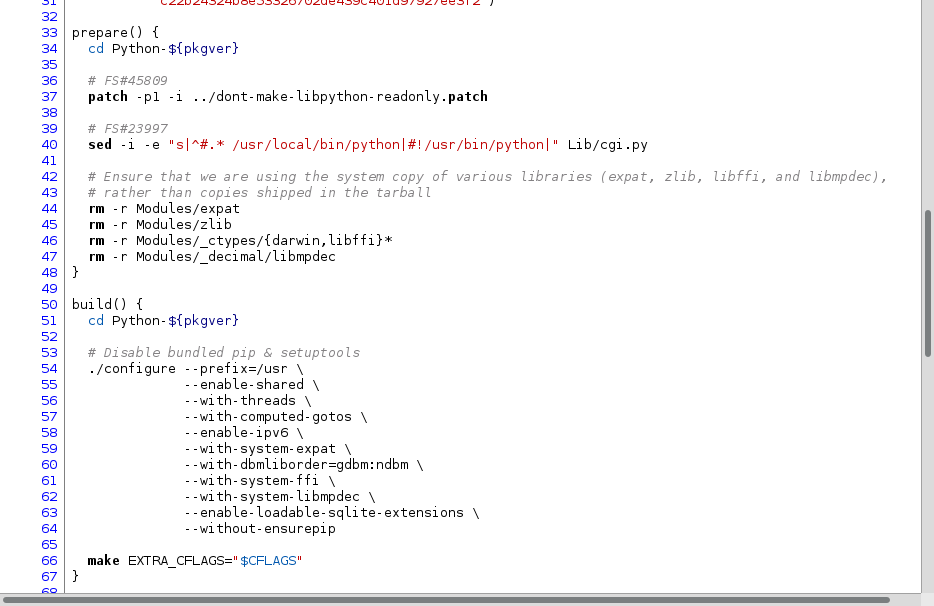 31
32
33 prepare() {
34   cd Python-${pkgver}
35
36   # FS#45809
37   patch -p1 -i ../dont-make-libpython-readonly.patch
38
39   # FS#23997
40   sed -i -e "s|^#.* /usr/local/bin/python|#!/usr/bin/python|" Lib/cgi.py
41
42   # Ensure that we are using the system copy of various libraries (expat, zlib, libffi, and libmpdec),
43   # rather than copies shipped in the tarball
44   rm -r Modules/expat
45   rm -r Modules/zlib
46   rm -r Modules/_ctypes/{darwin,libffi}*
47   rm -r Modules/_decimal/libmpdec
48 }
49
50 build() {
51   cd Python-${pkgver}
52
53   # Disable bundled pip & setuptools
54   ./configure --prefix=/usr \
55               --enable-shared \
56               --with-threads \
57               --with-computed-gotos \
58               --enable-ipv6 \
59               --with-system-expat \
60               --with-dbmliborder=gdbm:ndbm \
61               --with-system-ffi \
62               --with-system-libmpdec \
63               --enable-loadable-sqlite-extensions \
64               --without-ensurepip
65
66   make EXTRA_CFLAGS="$CFLAGS"
67 }
68